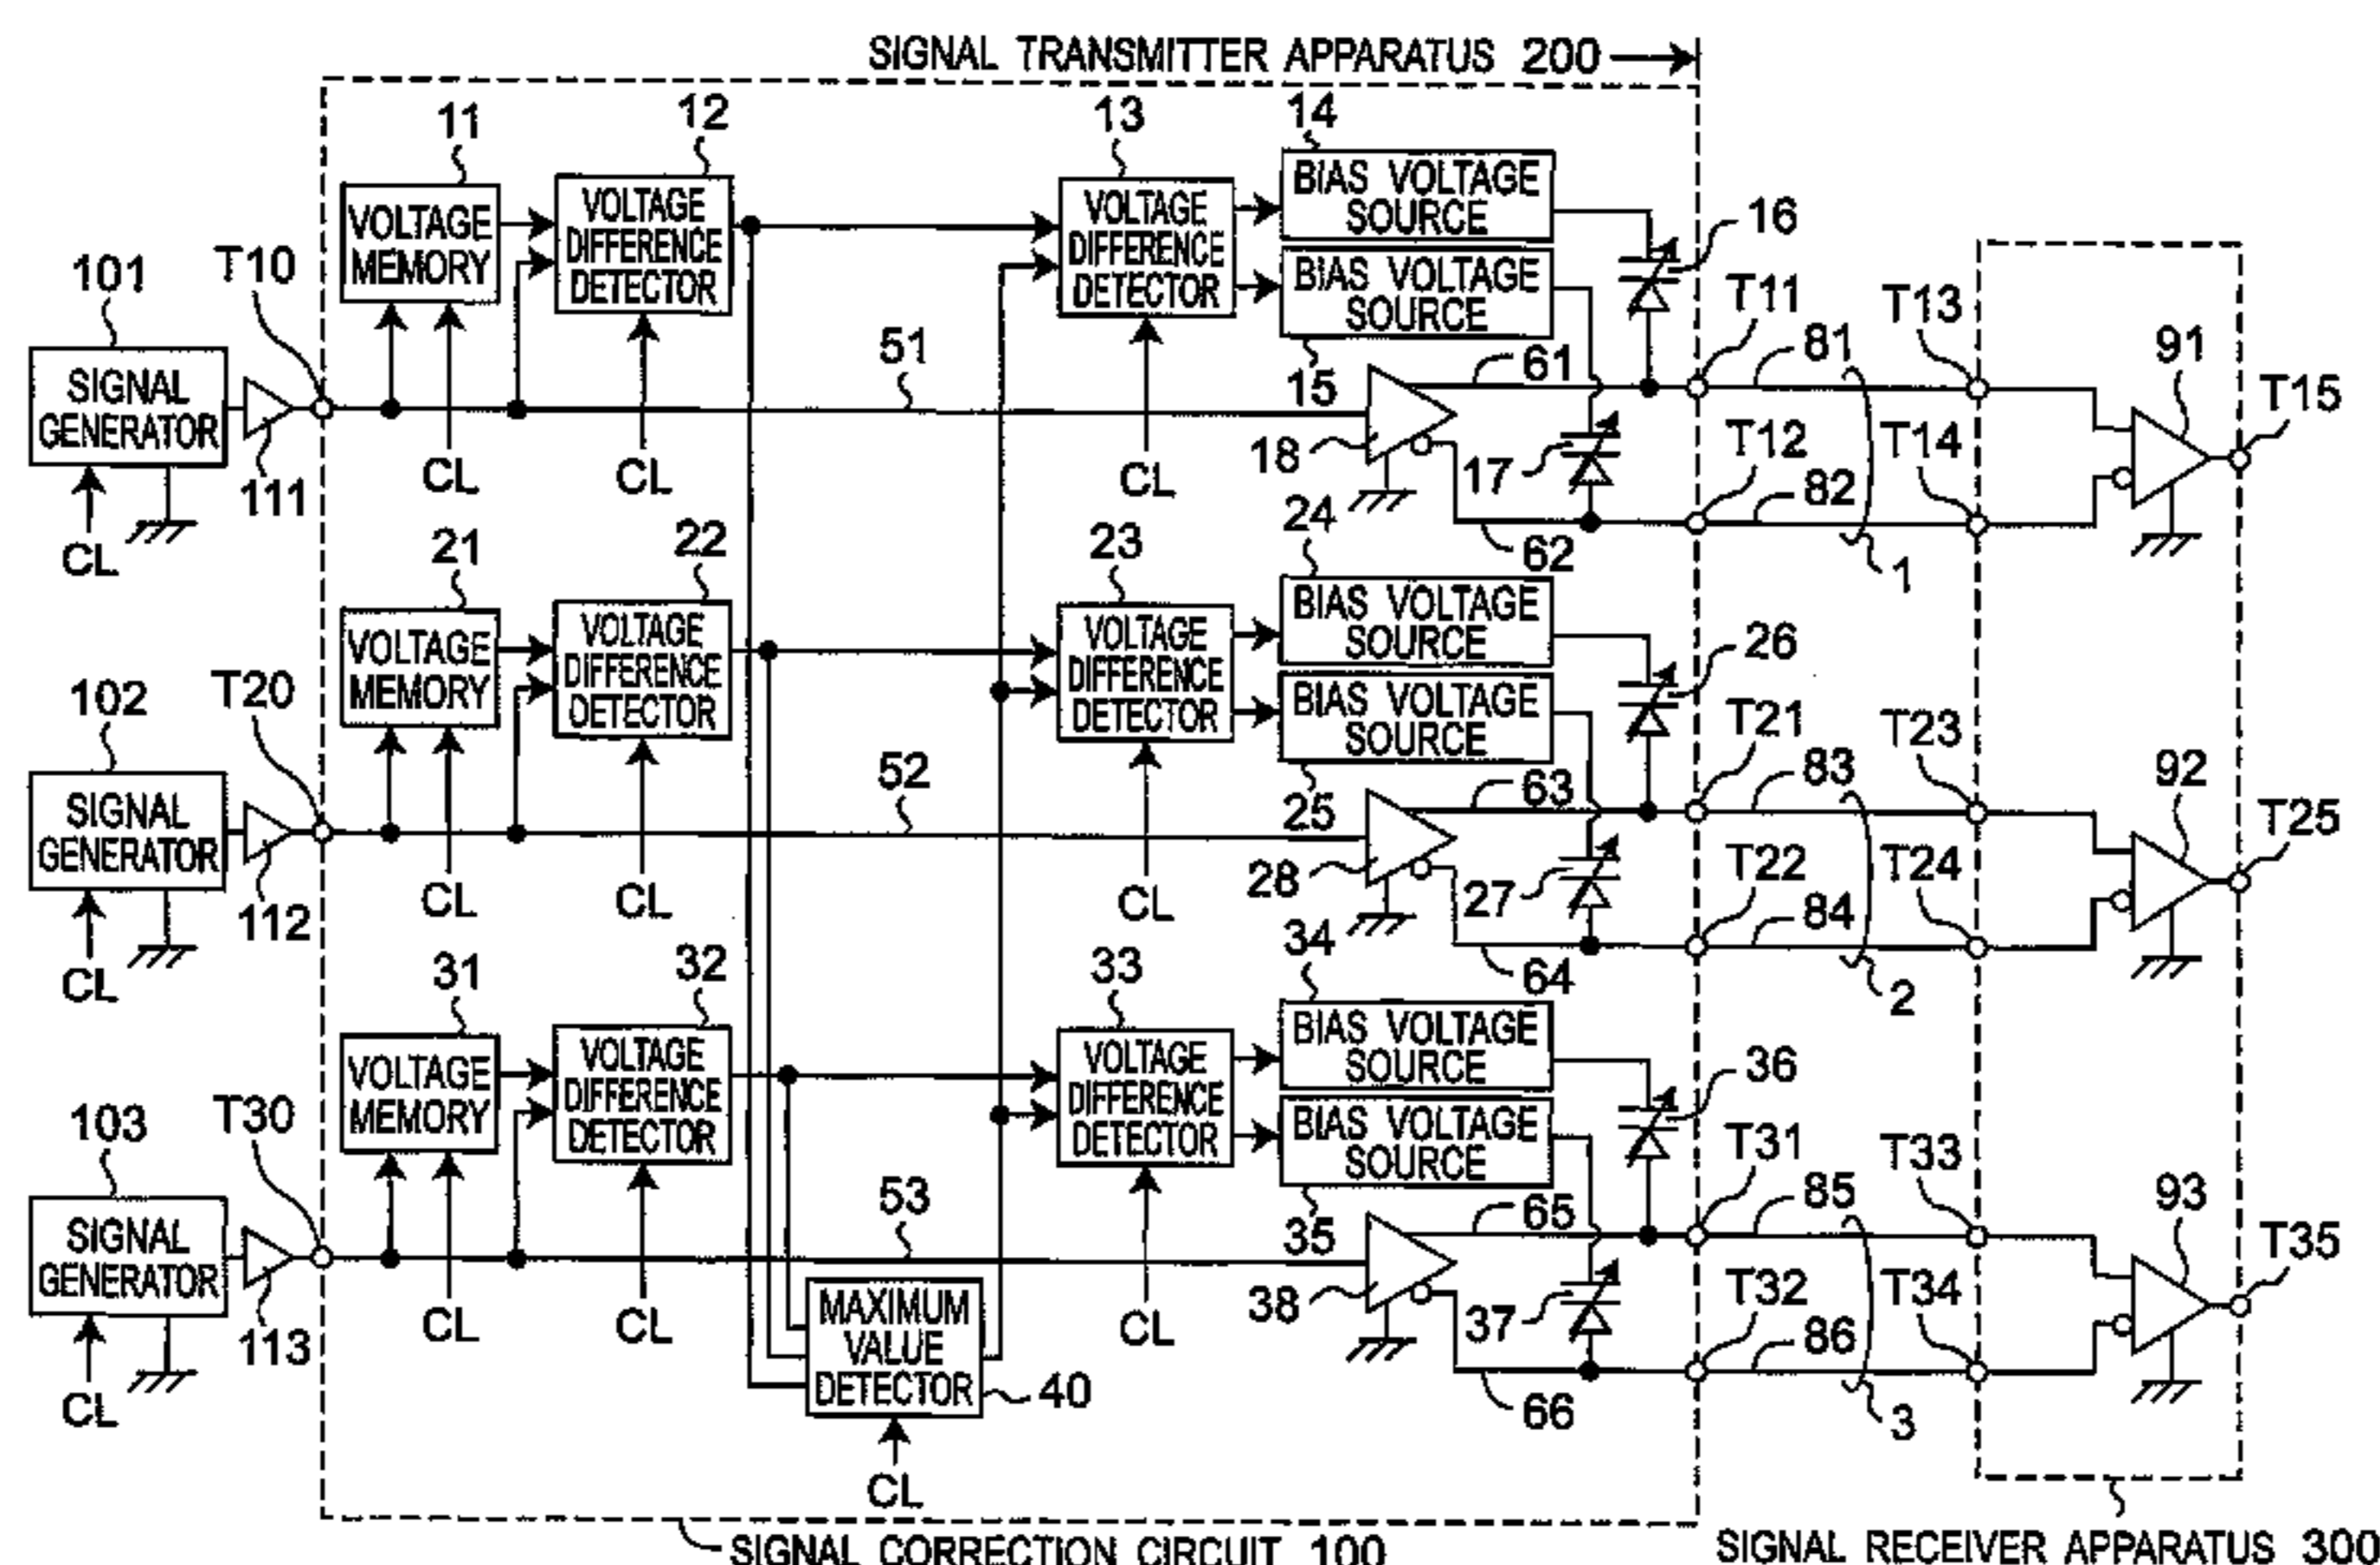 SIGNAL TRANSMITTER APPARATUS 200
11
12
13
14
VOLTAGE MEMORY
VOLTAGE DIFFERENCE DETECTOR
VOLTAGE DIFFERENCE DETECTOR
BIAS VOLTAGE SOURCE
BIAS VOLTAGE SOURCE
15
16
101
T10
SIGNAL GENERATOR
111
CL
CL
CL
CL
51
61
18
17
62
T11
T12
81
82
1
T13
T14
91
T15
21
22
23
24
VOLTAGE MEMORY
VOLTAGE DIFFERENCE DETECTOR
VOLTAGE DIFFERENCE DETECTOR
BIAS VOLTAGE SOURCE
BIAS VOLTAGE SOURCE
25
26
102
T20
SIGNAL GENERATOR
112
CL
CL
CL
CL
52
63
28
27
64
T21
T22
83
84
2
T23
T24
92
T25
31
32
33
34
VOLTAGE MEMORY
VOLTAGE DIFFERENCE DETECTOR
VOLTAGE DIFFERENCE DETECTOR
BIAS VOLTAGE SOURCE
BIAS VOLTAGE SOURCE
35
36
103
T30
SIGNAL GENERATOR
113
CL
CL
CL
CL
53
65
38
37
66
T31
T32
85
86
3
T33
T34
93
T35
MAXIMUM VALUE DETECTOR
40
CL
SIGNAL CORRECTION CIRCUIT 100
SIGNAL RECEIVER APPARATUS 300